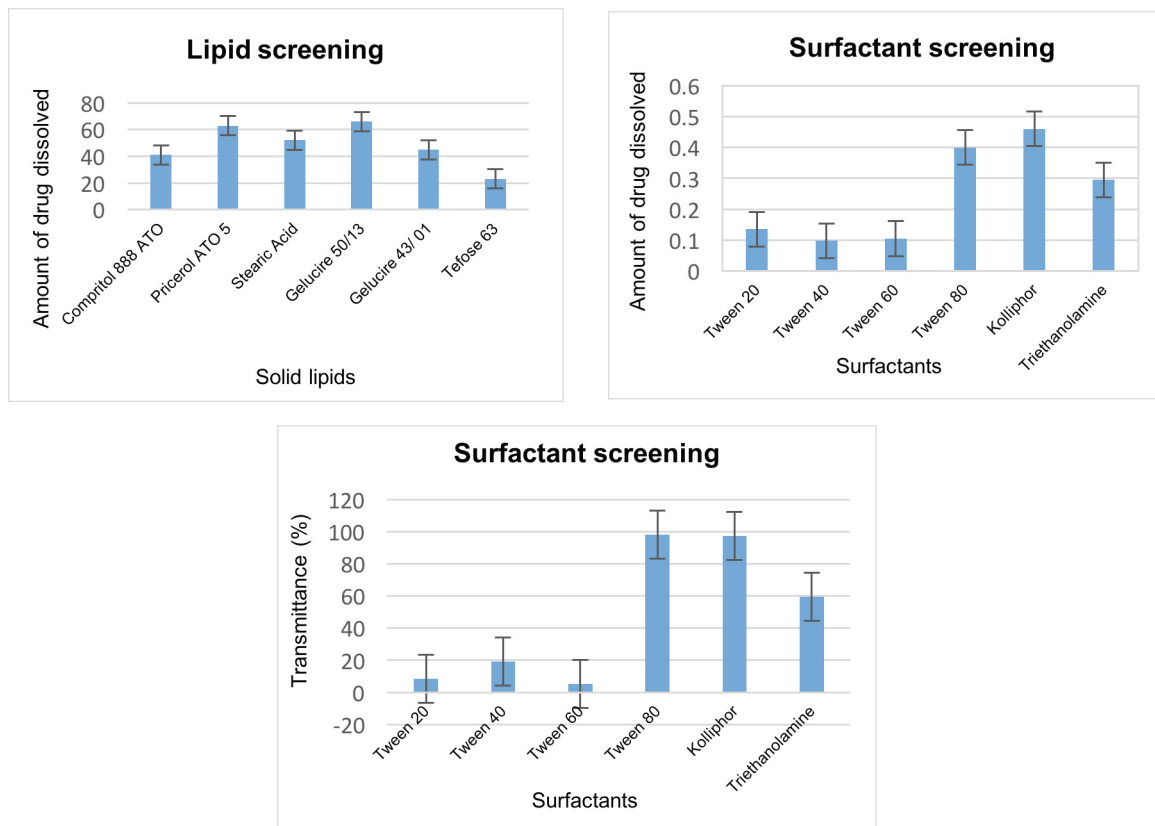 Lipid screening
Amount of drug dissolved
80
60
40
20
0
Compritol 888 ATO
Pricerol ATO 5
Stearic Acid
Gelucire 50/13
Gelucire 43/ 01
Tefose 63
Solid lipids
Surfactant screening
Amount of drug dissolved
0.6
0.5
0.4
0.3
0.2
0.1
0
Tween 20
Tween 40
Tween 60
Tween 80
Kolliphor
Triethanolamine
Surfactants
Surfactant screening
Transmittance (%)
120
100
80
60
40
20
0
-20
Tween 20
Tween 40
Tween 60
Tween 80
Kolliphor
Triethanolamine
Surfactants